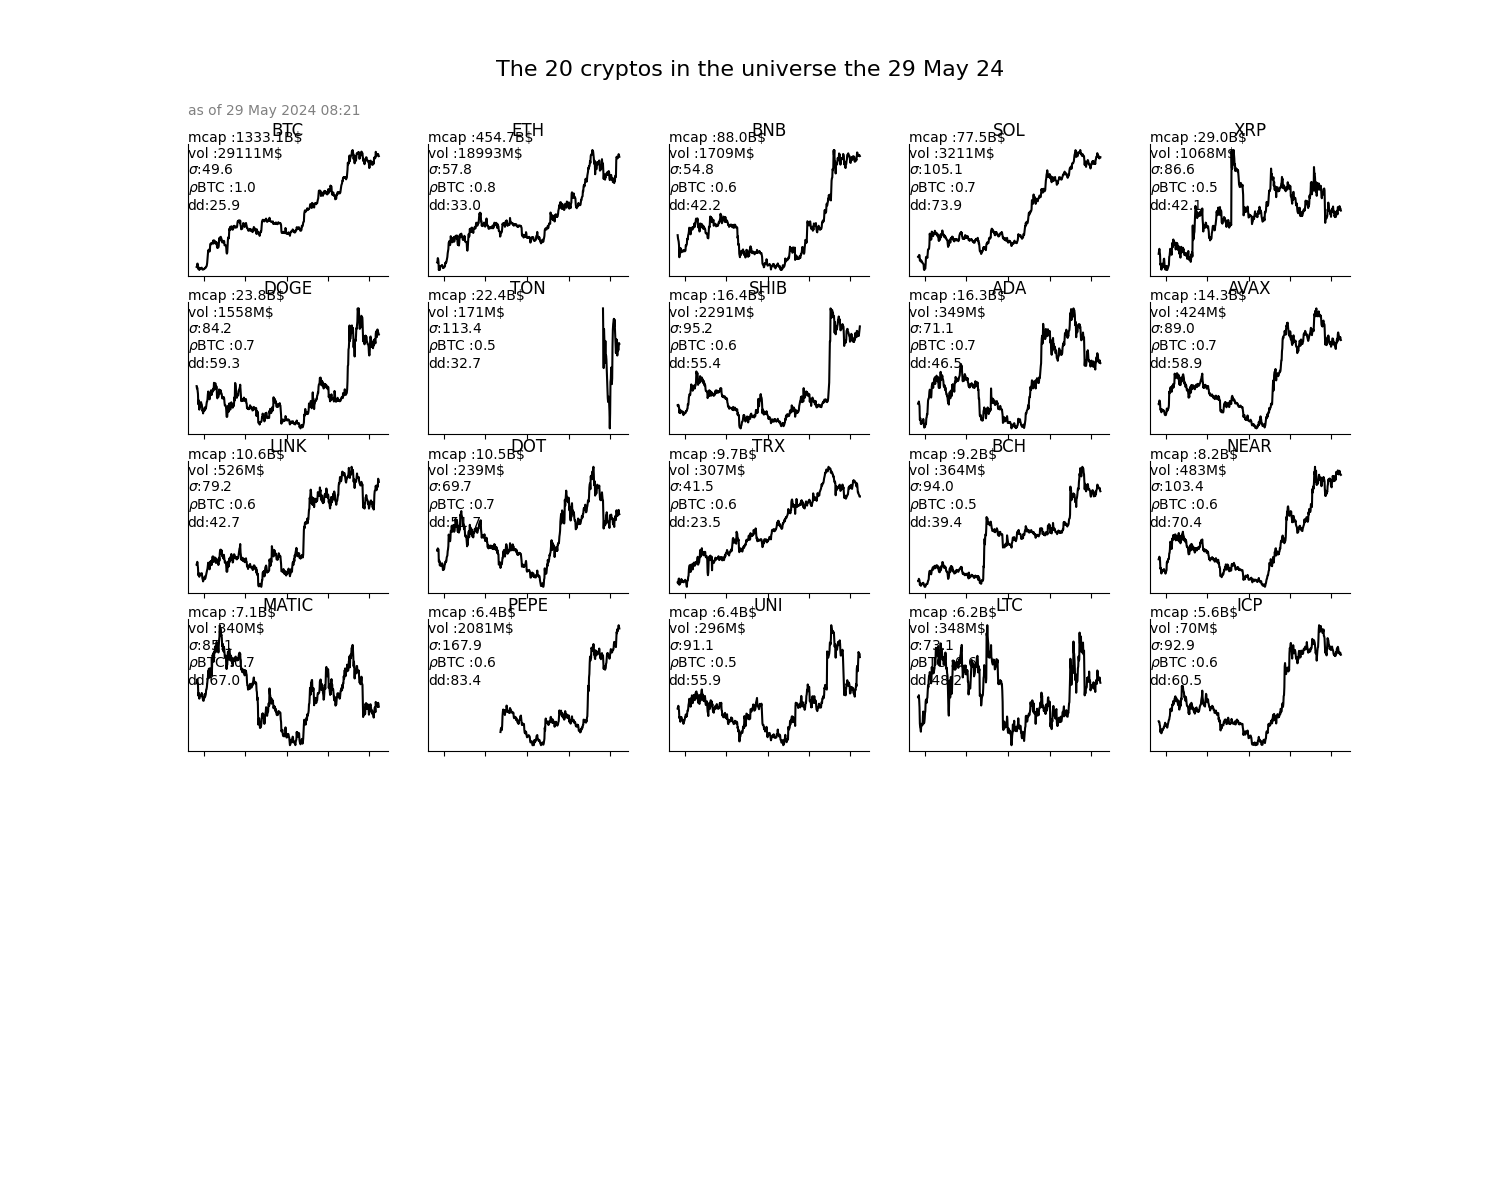 The 20 cryptos in the universe the 29 May 24
as of 29 May 2024 08:21
BTC
mcap :1333.1B$
vol :29111M$
σ:49.6
ρBTC :1.0
dd:25.9
ETH
mcap :454.7B$
vol :18993M$
σ:57.8
ρBTC :0.8
dd:33.0
BNB
mcap :88.0B$
vol :1709M$
σ:54.8
ρBTC :0.6
dd:42.2
SOL
mcap :77.5B$
vol :3211M$
σ:105.1
ρBTC :0.7
dd:73.9
XRP
mcap :29.0B$
vol :1068M$
σ:86.6
ρBTC :0.5
dd:42.1
DOGE
mcap :23.8B$
vol :1558M$
σ:84.2
ρBTC :0.7
dd:59.3
TON
mcap :22.4B$
vol :171M$
σ:113.4
ρBTC :0.5
dd:32.7
SHIB
mcap :16.4B$
vol :2291M$
σ:95.2
ρBTC :0.6
dd:55.4
ADA
mcap :16.3B$
vol :349M$
σ:71.1
ρBTC :0.7
dd:46.5
AVAX
mcap :14.3B$
vol :424M$
σ:89.0
ρBTC :0.7
dd:58.9
LINK
mcap :10.6B$
vol :526M$
σ:79.2
ρBTC :0.6
dd:42.7
DOT
mcap :10.5B$
vol :239M$
σ:69.7
ρBTC :0.7
TRX
mcap :9.7B$
vol :307M$
σ:41.5
ρBTC :0.6
dd:23.5
BCH
mcap :9.2B$
vol :364M$
σ:94.0
ρBTC :0.5
dd:39.4
NEAR
mcap :8.2B$
vol :483M$
σ:103.4
ρBTC :0.6
dd:70.4
MATIC
mcap :7.1B$
vol :340M$
ρBTC :0.7
dd:67.0
PEPE
mcap :6.4B$
vol :2081M$
σ:167.9
ρBTC :0.6
dd:83.4
UNI
mcap :6.4B$
vol :296M$
σ:91.1
ρBTC :0.5
dd:55.9
LTC
mcap :6.2B$
vol :348M$
σ:73.1
dd:48.2
ICP
mcap :5.6B$
vol :70M$
σ:92.9
ρBTC :0.6
dd:60.5